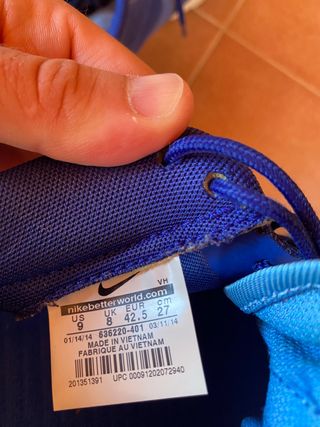 VH
nikebetterworld.com
US UK EUR cm
9 8 42.5 27
01/14/14 636220-401 03/11/14
MADE IN VIETNAM
FABRIQUE AU VIETNAM
201351391 UPC 00091202072940